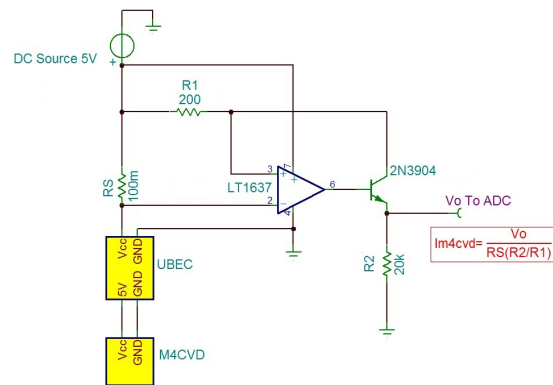 DC Source 5V
+
R1
200
RS
100m
3
2
7
4
6
+
-
+
LT1637
2N3904
Vo To ADC
Im4cvd= Vo
RS(R2/R1)
R2
20k
Vcc
GND
UBEC
5V
GND
Vcc
GND
M4CVD